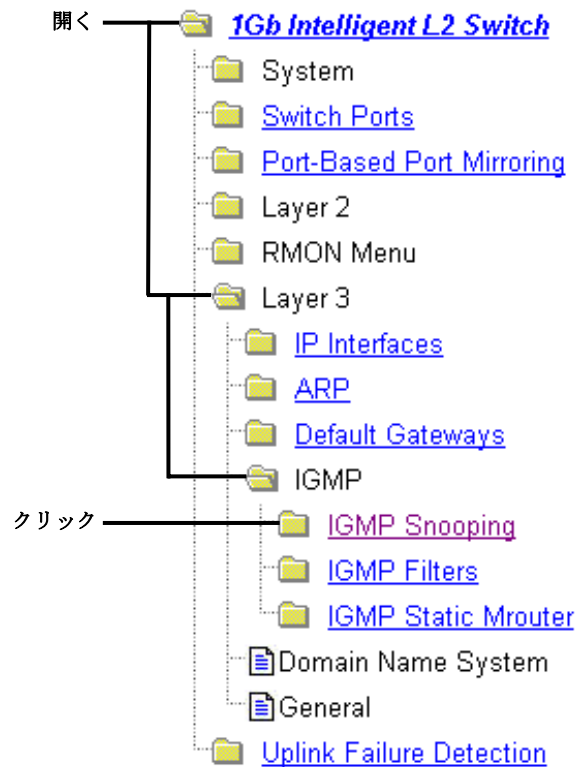 開く
1Gb Intelligent L2 Switch
System
Switch Ports
Port-Based Port Mirroring
Layer 2
RMON Menu
Layer 3
IP Interfaces
ARP
Default Gateways
IGMP
クリック
IGMP Snooping
IGMP Filters
IGMP Static Mrouter
Domain Name System
General
Uplink Failure Detection